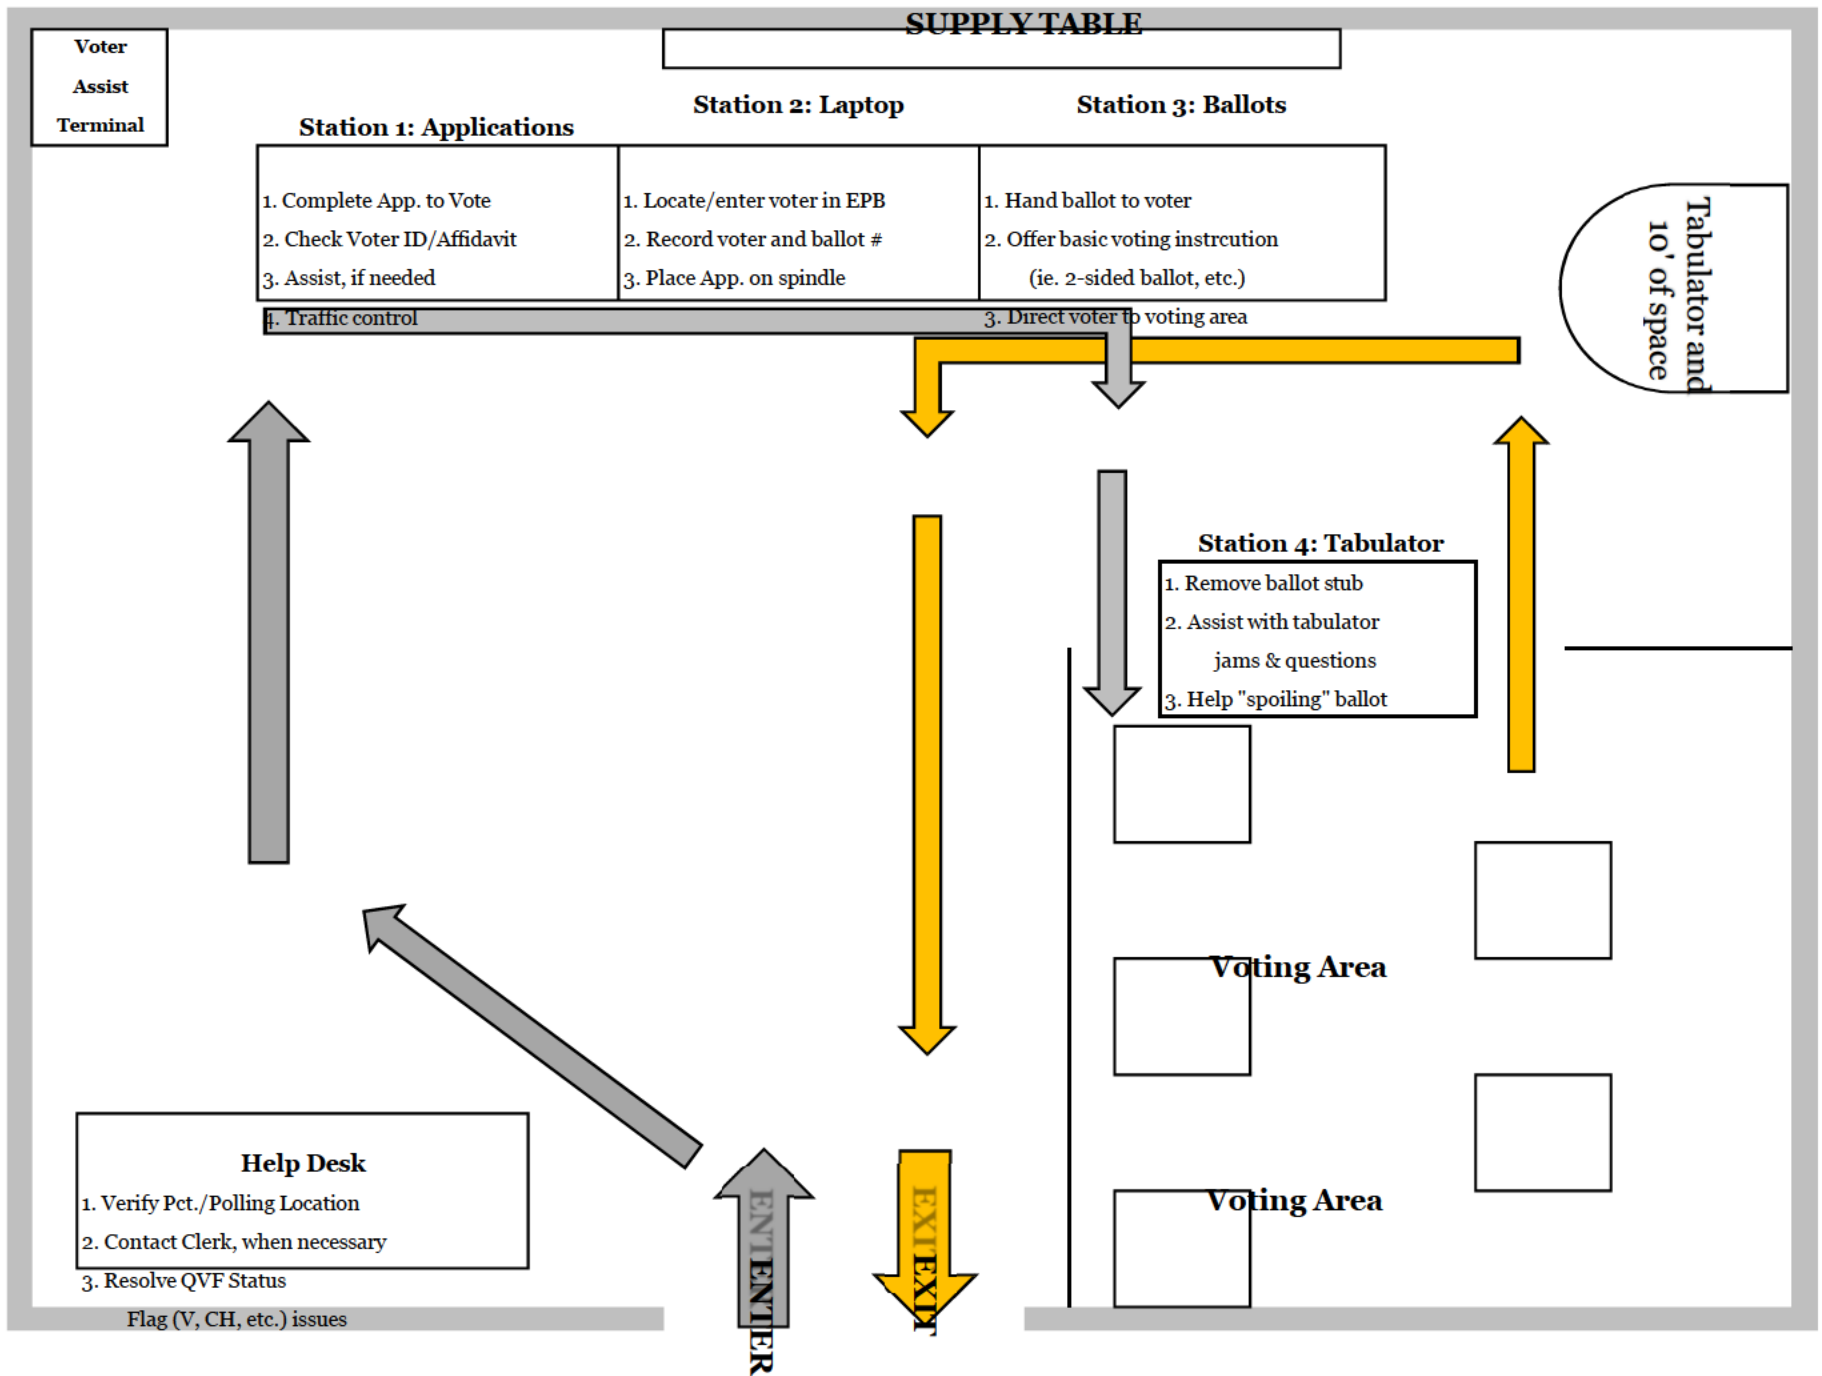 SUPPLY TABLE
Voter
Assist
Terminal
Station 1: Applications
Station 2: Laptop
Station 3: Ballots
1. Complete App. to Vote
2. Check Voter ID/Affidavit
3. Assist, if needed
4. Traffic control
1. Locate/enter voter in EPB
2. Record voter and ballot #
3. Place App. on spindle
1. Hand ballot to voter
2. Offer basic voting instrcution
(ie. 2-sided ballot, etc.)
3. Direct voter to voting area
Tabulator and
10' of space
Station 4: Tabulator
1. Remove ballot stub
2. Assist with tabulator
jams & questions
3. Help "spoiling" ballot
Voting Area
Voting Area
Help Desk
1. Verify Pct./Polling Location
2. Contact Clerk, when necessary
3. Resolve QVF Status
Flag (V, CH, etc.) issues
ENTER
EXIT